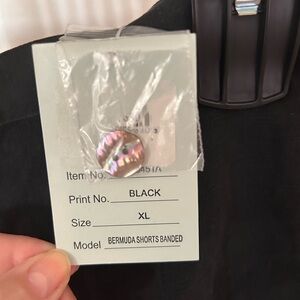 Item No.
Print No. BLACK
Size XL
Model BERMUDA SHORTS BANDED